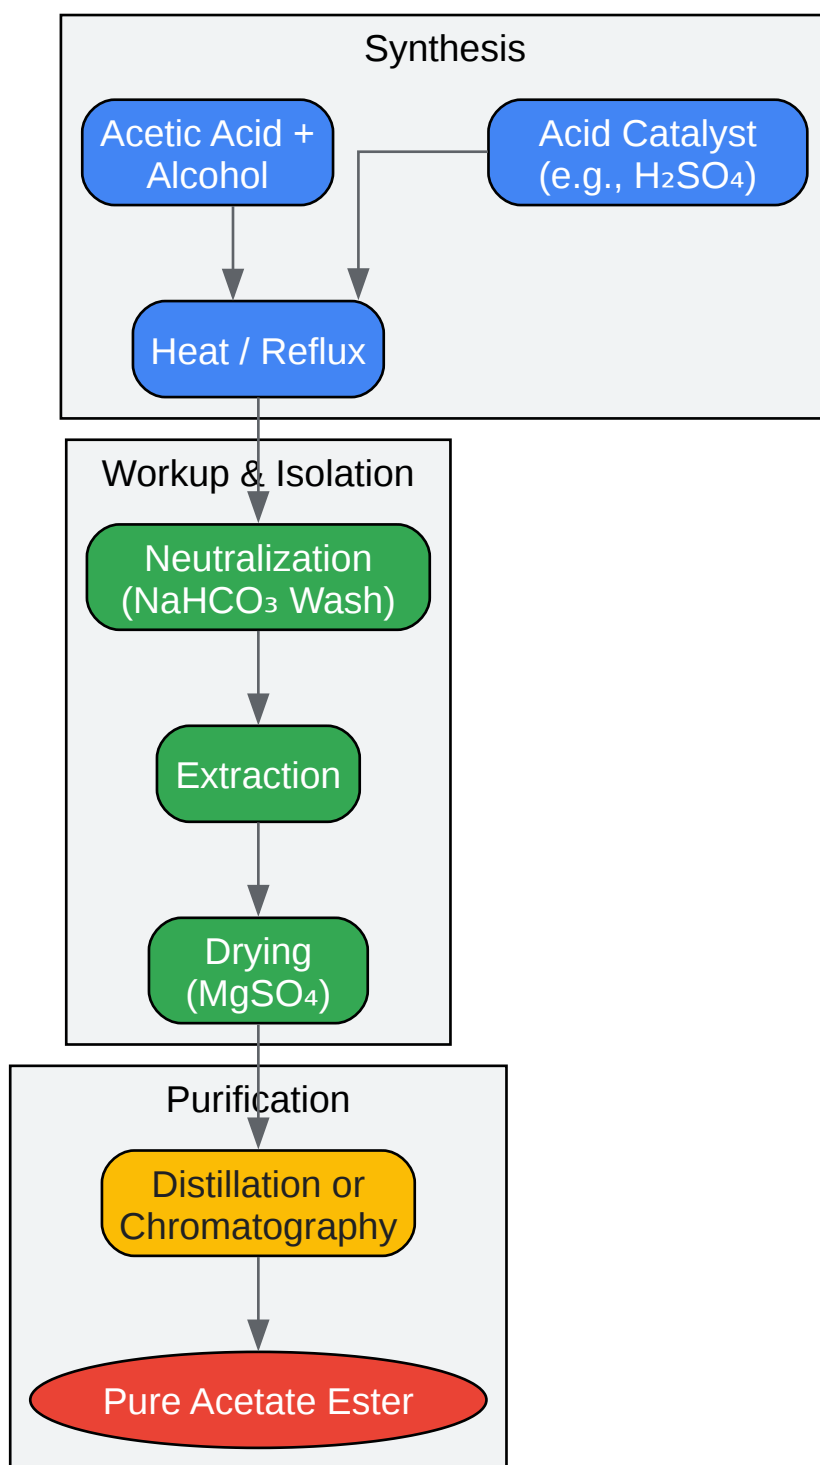 Synthesis
Acetic Acid +
Alcohol
Acid Catalyst
(e.g., H₂SO₄)
Heat / Reflux
Workup & Isolation
Neutralization
(NaHCO₃ Wash)
Extraction
Drying
(MgSO₄)
Purification
Distillation or
Chromatography
Pure Acetate Ester